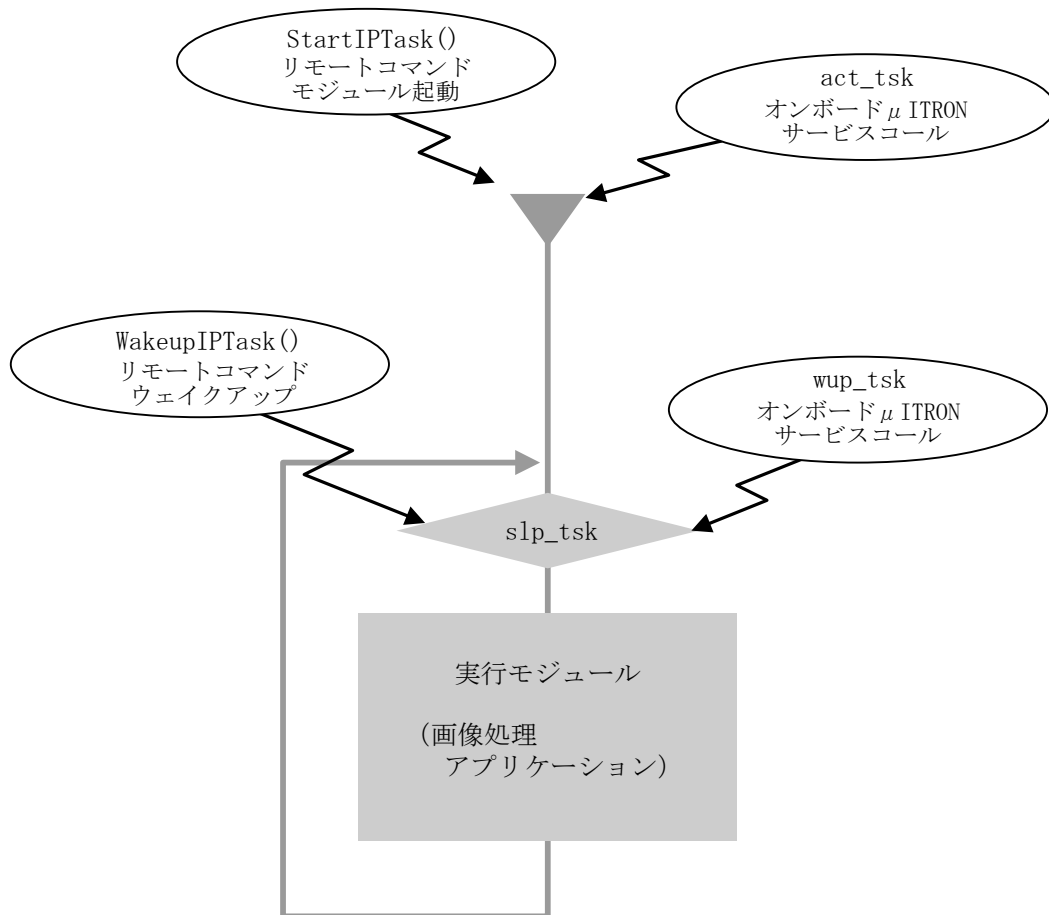 StartIPTask()
リモートコマンド
モジュール起動
act_tsk
オンボードμITRON
サービスコール
WakeupIPTask()
リモートコマンド
ウェイクアップ
wup_tsk
オンボードμITRON
サービスコール
slp_tsk
実行モジュール
(画像処理
アプリケーション)